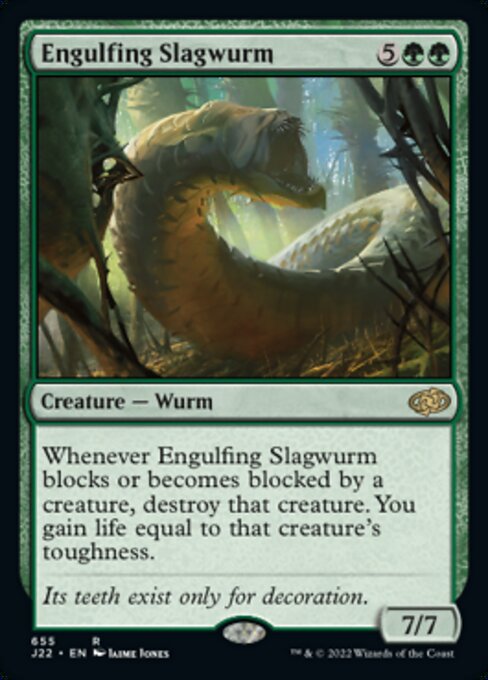 Engulfing Slagwurm 5
Creature — Wurm
Whenever Engulfing Slagwurm
blocks or becomes blocked by a
creature, destroy that creature. You
gain life equal to that creature's
toughness.
Its teeth exist only for decoration.
7/7
655 R
J22 • EN Jaime Jones
™ & © 2022 Wizards of the Coast